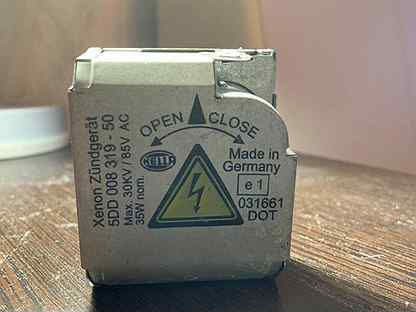 Xenon Zündgerät
5DD 008 319 - 50
Max. 30KV / 85V AC
35W nom.
OPEN CLOSE
HELLA
Made in
Germany
e 1
031661
DOT